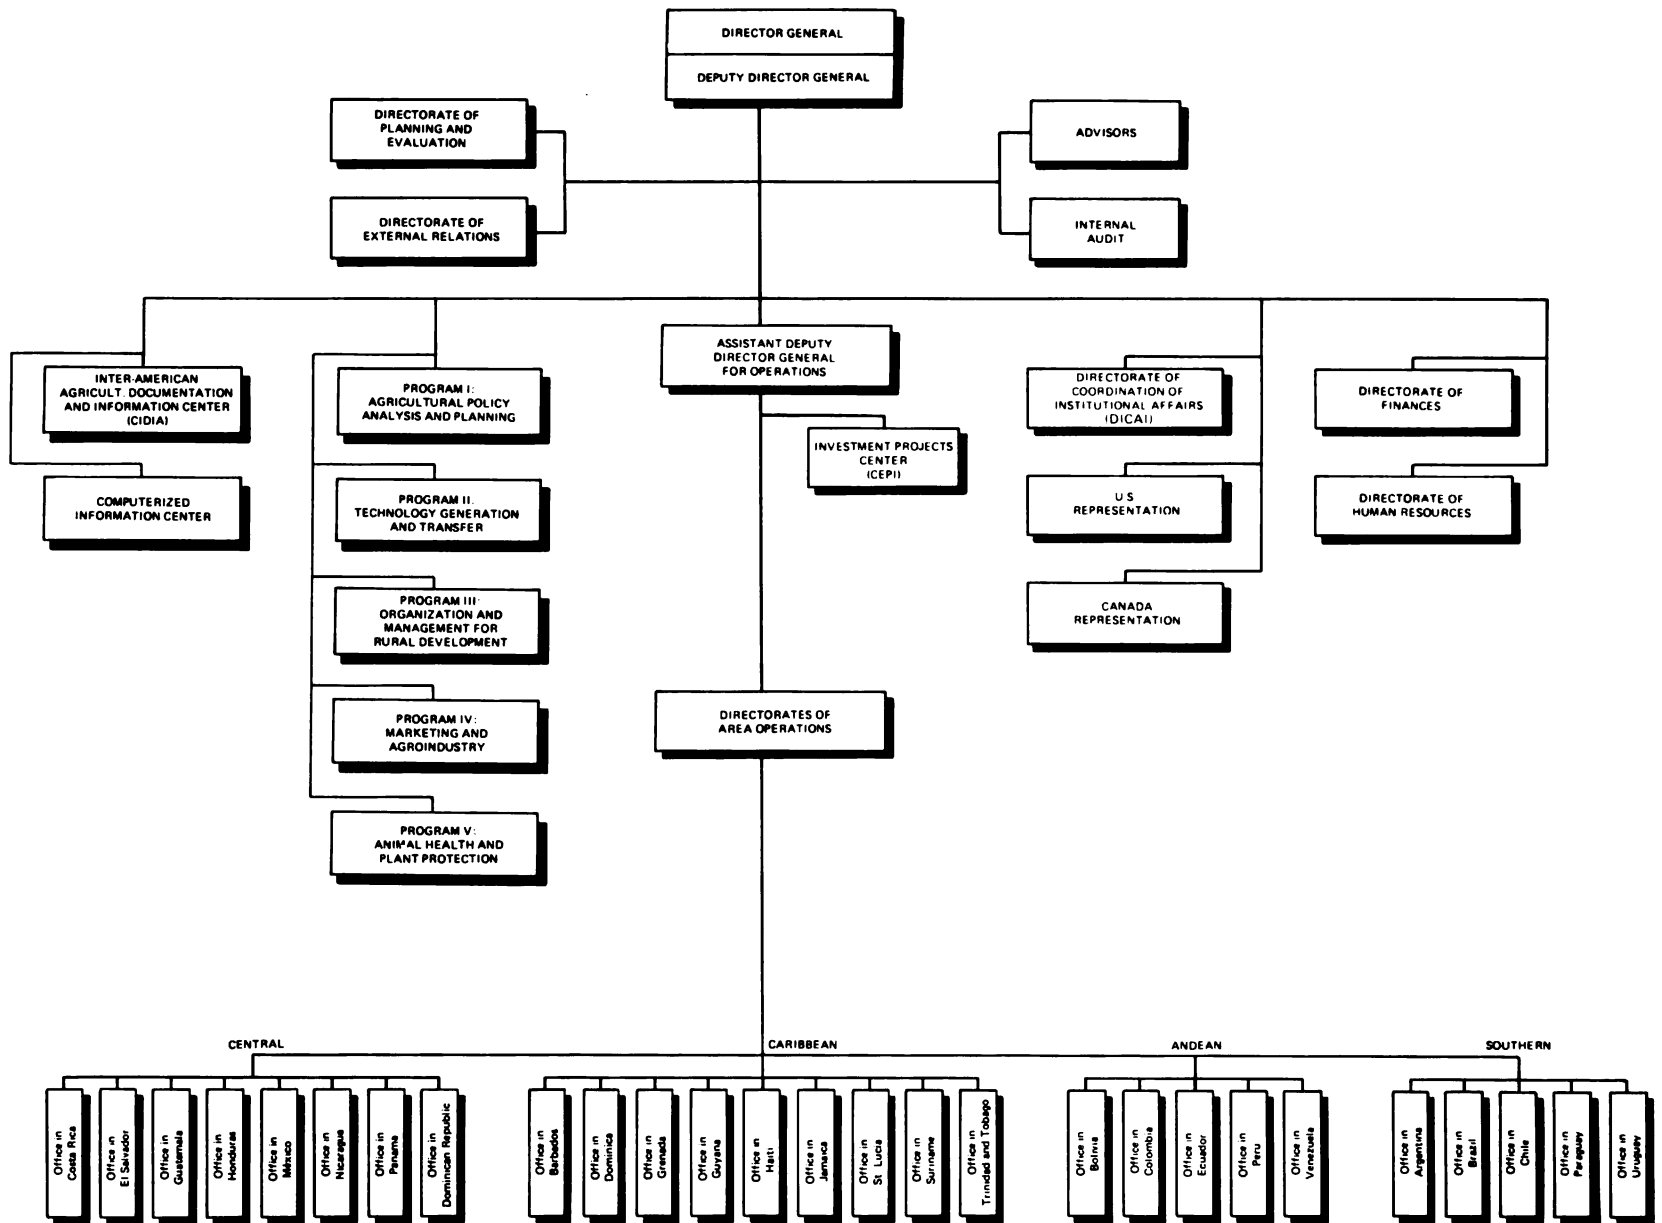 DIRECTOR GENERAL
DEPUTY DIRECTOR GENERAL
DIRECTORATE OF
PLANNING AND
EVALUATION
ADVISORS
DIRECTORATE OF
EXTERNAL RELATIONS
INTERNAL
AUDIT
INTER-AMERICAN
AGRICULT. DOCUMENTATION
AND INFORMATION CENTER
(CIDIA)
COMPUTERIZED
INFORMATION CENTER
PROGRAM I:
AGRICULTURAL POLICY
ANALYSIS AND PLANNING
PROGRAM II.
TECHNOLOGY GENERATION
AND TRANSFER
PROGRAM III:
ORGANIZATION AND
MANAGEMENT FOR
RURAL DEVELOPMENT
PROGRAM IV:
MARKETING AND
AGROINDUSTRY
PROGRAM V:
ANIMAL HEALTH AND
PLANT PROTECTION
ASSISTANT DEPUTY
DIRECTOR GENERAL
FOR OPERATIONS
INVESTMENT PROJECTS
CENTER
(CEPI)
DIRECTORATES OF
AREA OPERATIONS
DIRECTORATE OF
COORDINATION OF
INSTITUTIONAL AFFAIRS
(DICAI)
U S
REPRESENTATION
CANADA
REPRESENTATION
DIRECTORATE OF
FINANCES
DIRECTORATE OF
HUMAN RESOURCES
CENTRAL
Office in
Costa Rica
Office in
El Salvador
Office in
Guatemala
Office in
Honduras
Office in
México
Office in
Nicaragua
Office in
Panama
Office in
Dominican Republic
CARIBBEAN
Office in
Barbados
Office in
Dominica
Office in
Grenada
Office in
Guyana
Office in
Haiti
Office in
Jamaica
Office in
St Lucia
Office in
Suriname
Office in
Trinidad and Tobago
ANDEAN
Office in
Bolivia
Office in
Colombia
Office in
Ecuador
Office in
Peru
Office in
Venezuela
SOUTHERN
Office in
Argentina
Office in
Brazil
Office in
Chile
Office in
Paraguay
Office in
Uruguay